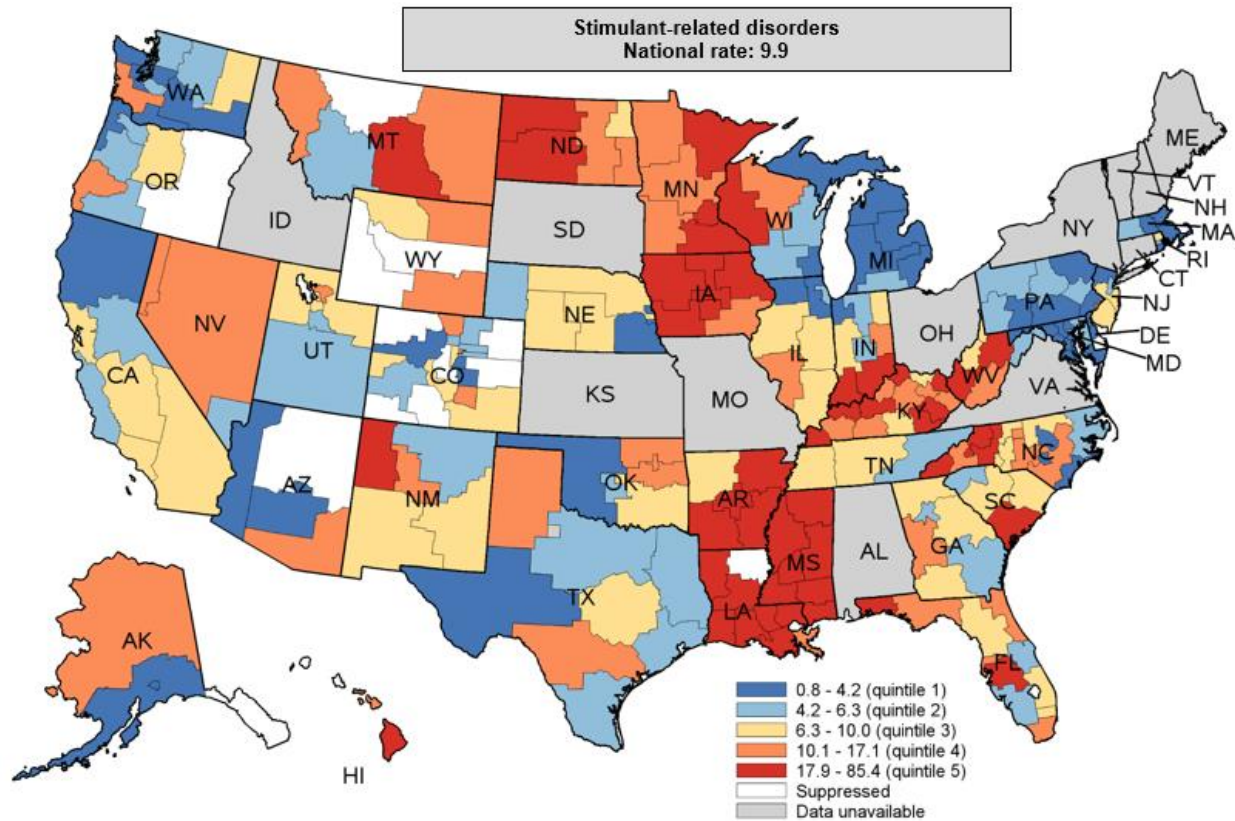 Stimulant-related disorders
National rate: 9.9
WA
MT
ND
MN
ME
OR
ID
SD
WI
MI
NY
VT
NH
MA
RI
CT
NJ
WY
IA
PA
NE
NV
UT
IL
IN
OH
DE
MD
CA
CO
KS
MO
WV
VA
KY
AZ
NM
OK
AR
TN
NC
SC
MS
AL
GA
TX
LA
AK
FL
HI
0.8 - 4.2 (quintile 1)
4.2 - 6.3 (quintile 2)
6.3 - 10.0 (quintile 3)
10.1 - 17.1 (quintile 4)
17.9 - 85.4 (quintile 5)
Suppressed
Data unavailable